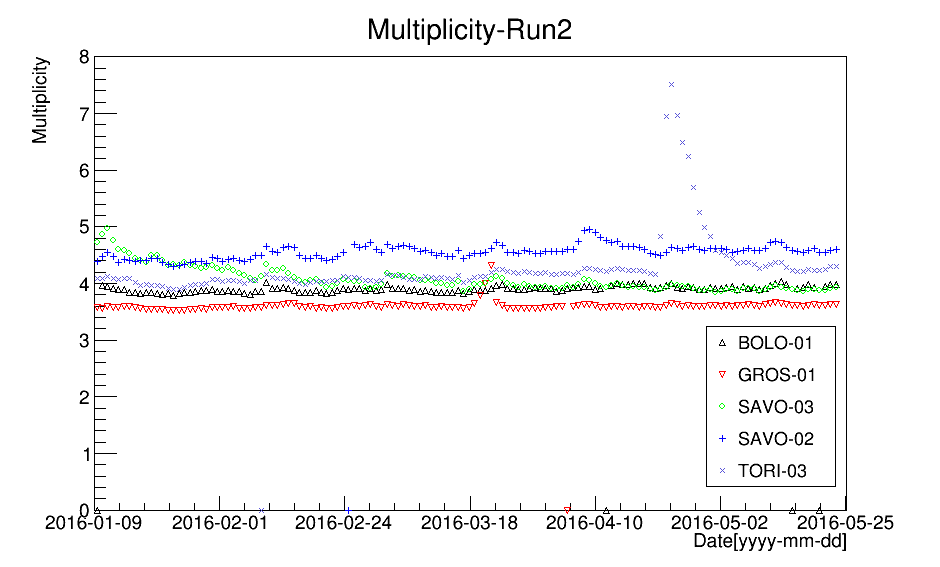 Multiplicity-Run2
Multiplicity
8
7
6
5
4
3
2
1
0
2016-01-09 2016-02-01 2016-02-24 2016-03-18 2016-04-10 2016-05-02 2016-05-25
Date[yyyy-mm-dd]
BOLO-01
GROS-01
SAVO-03
SAVO-02
TORI-03